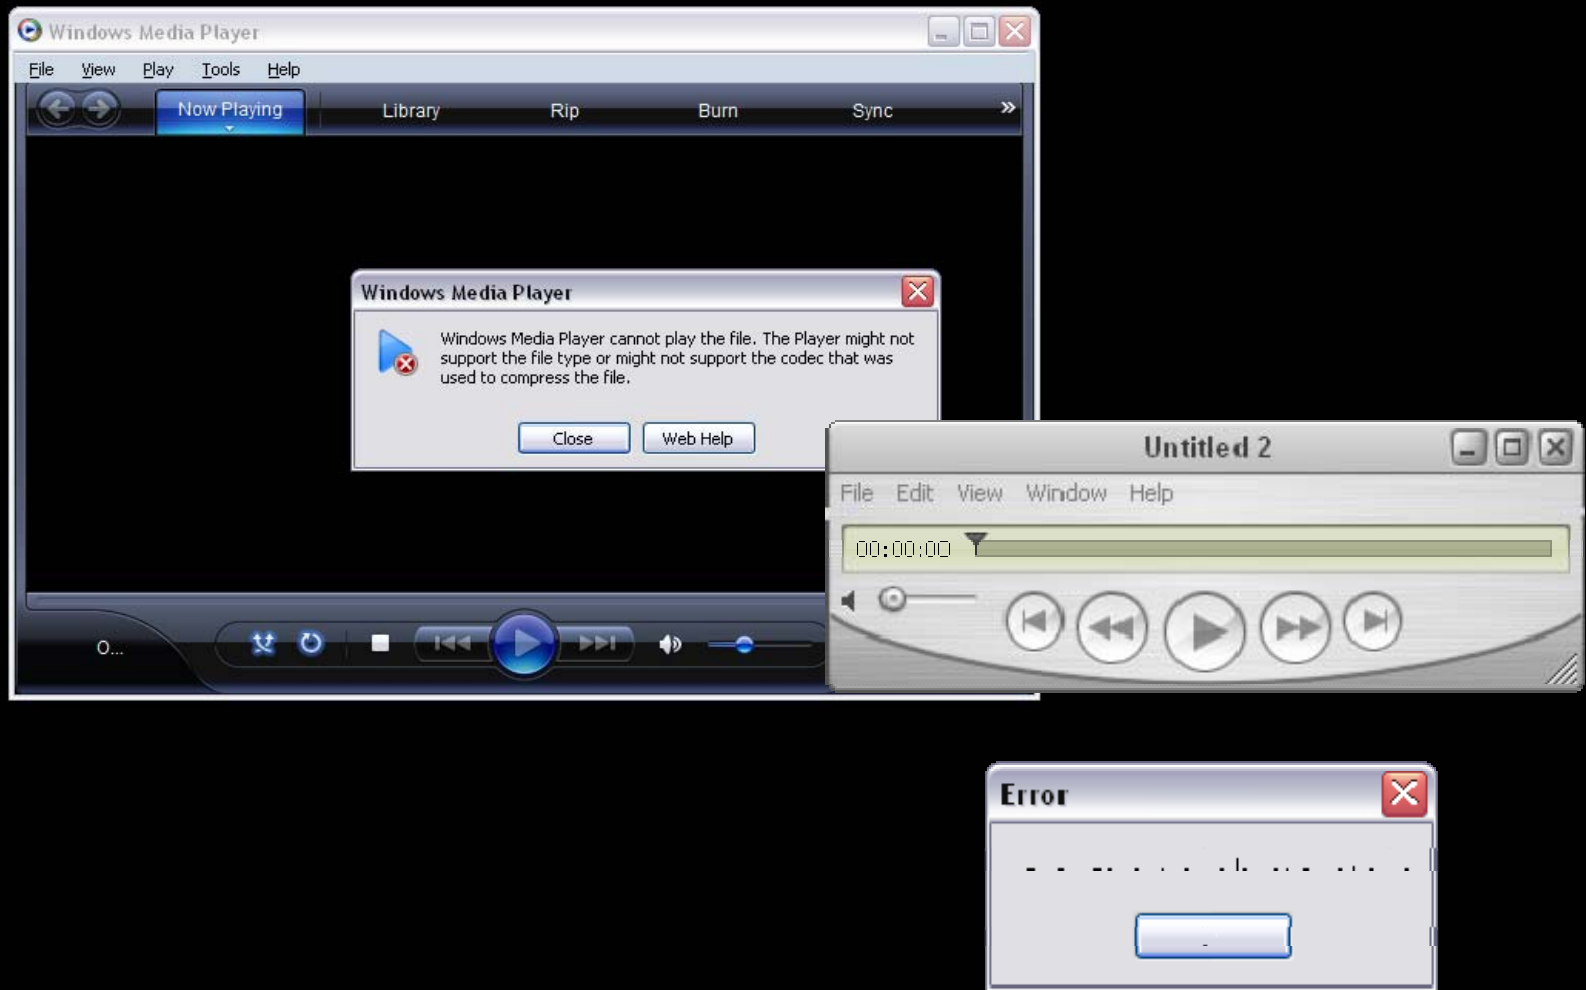 Windows Media Player
File View Play Tools Help
Now Playing Library Rip Burn Sync »
Windows Media Player
Windows Media Player cannot play the file. The Player might not
support the file type or might not support the codec that was
used to compress the file.
Close Web Help
O...
Untitled 2
File Edit View Window Help
00:00:00
Error